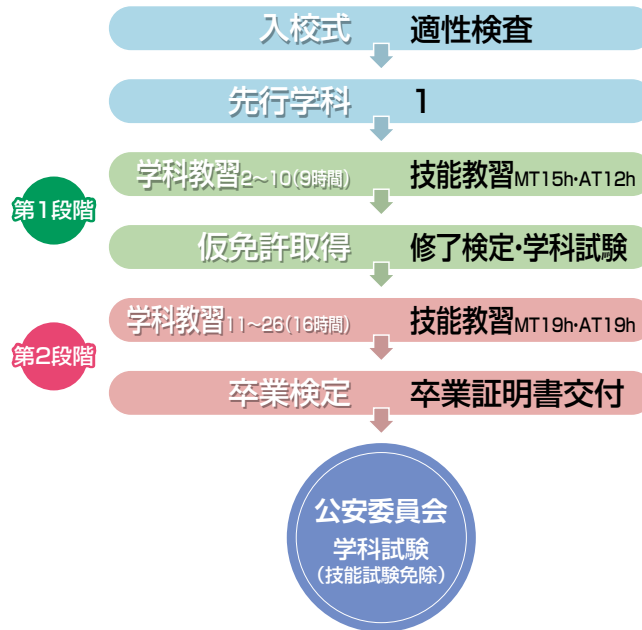 入校式 適性検査
先行学科 1
学科教習2～10(9時間) 技能教習MT15h・AT12h
第1段階
仮免許取得 修了検定・学科試験
学科教習11～26(16時間) 技能教習MT19h・AT19h
第2段階
卒業検定 卒業証明書交付
公安委員会
学科試験
(技能試験免除)